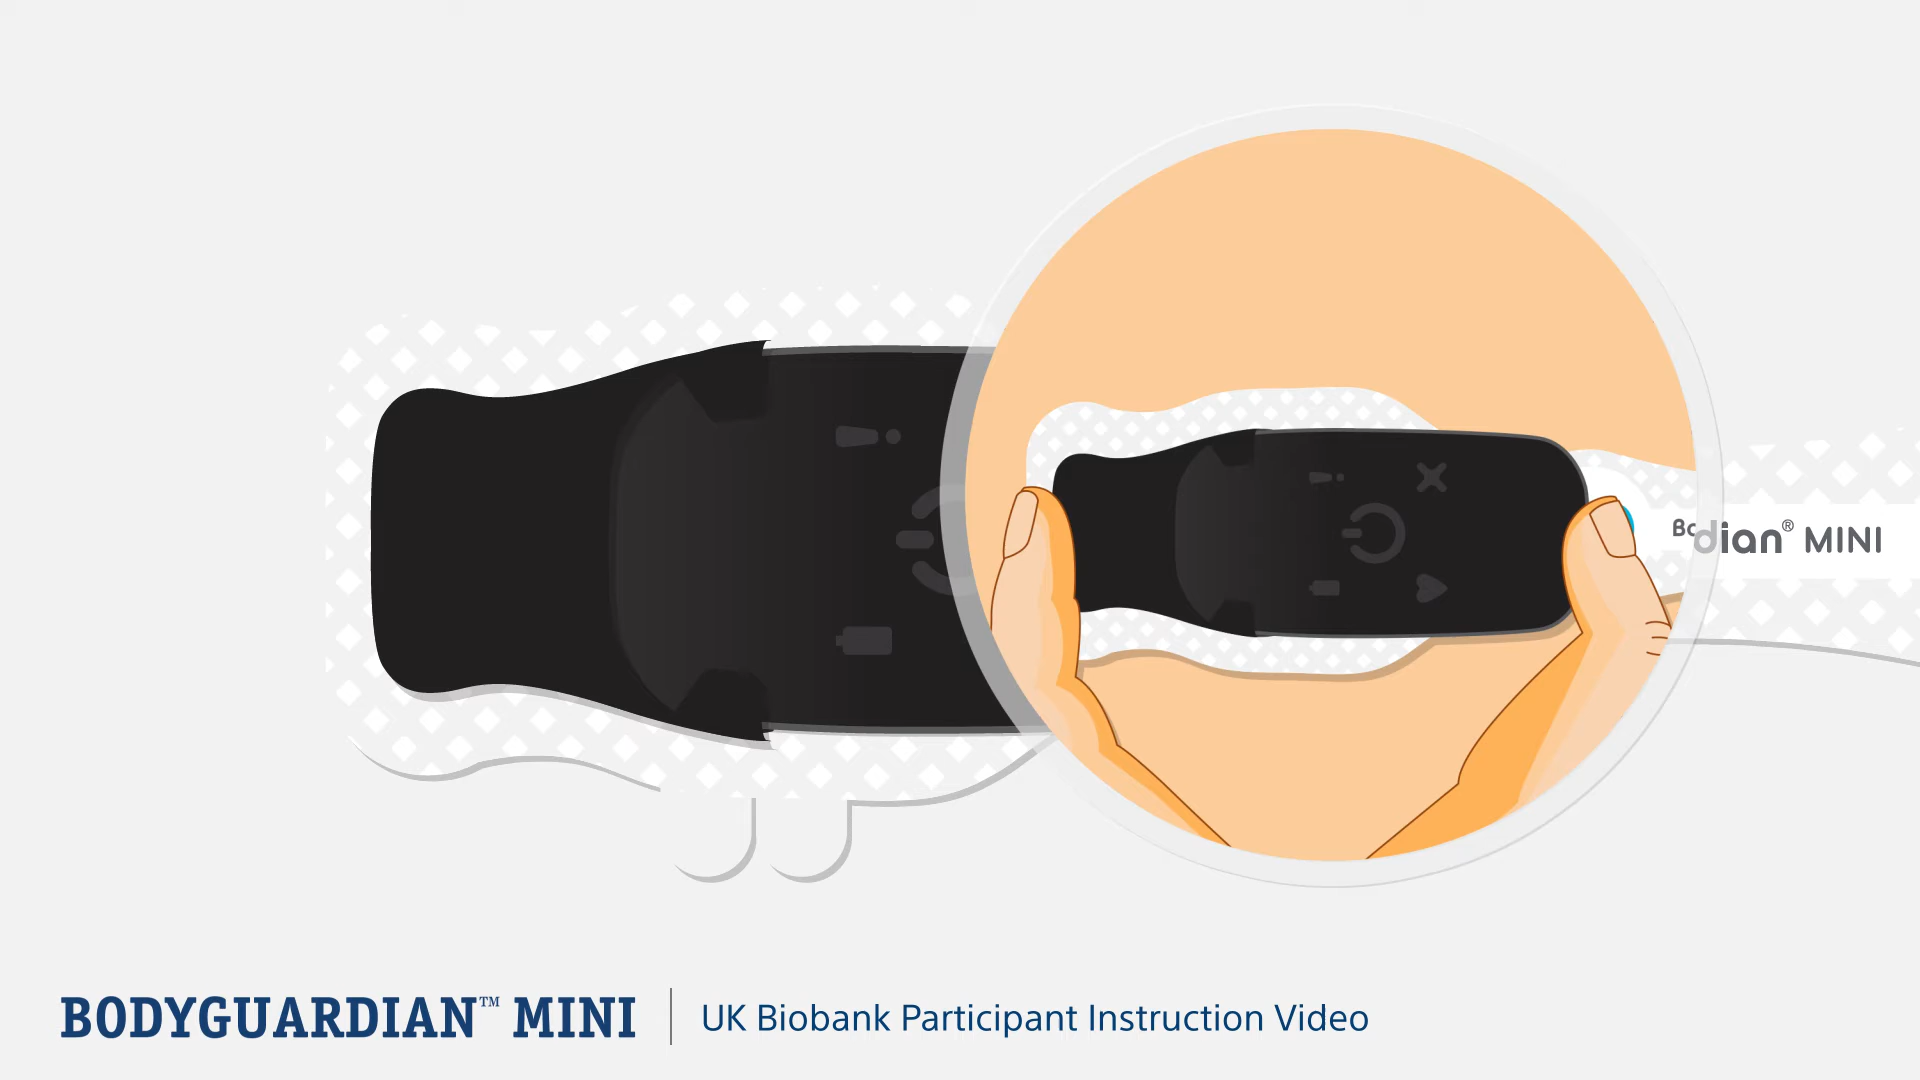 dian® MINI
BODYGUARDIAN™ MINI
UK Biobank Participant Instruction Video